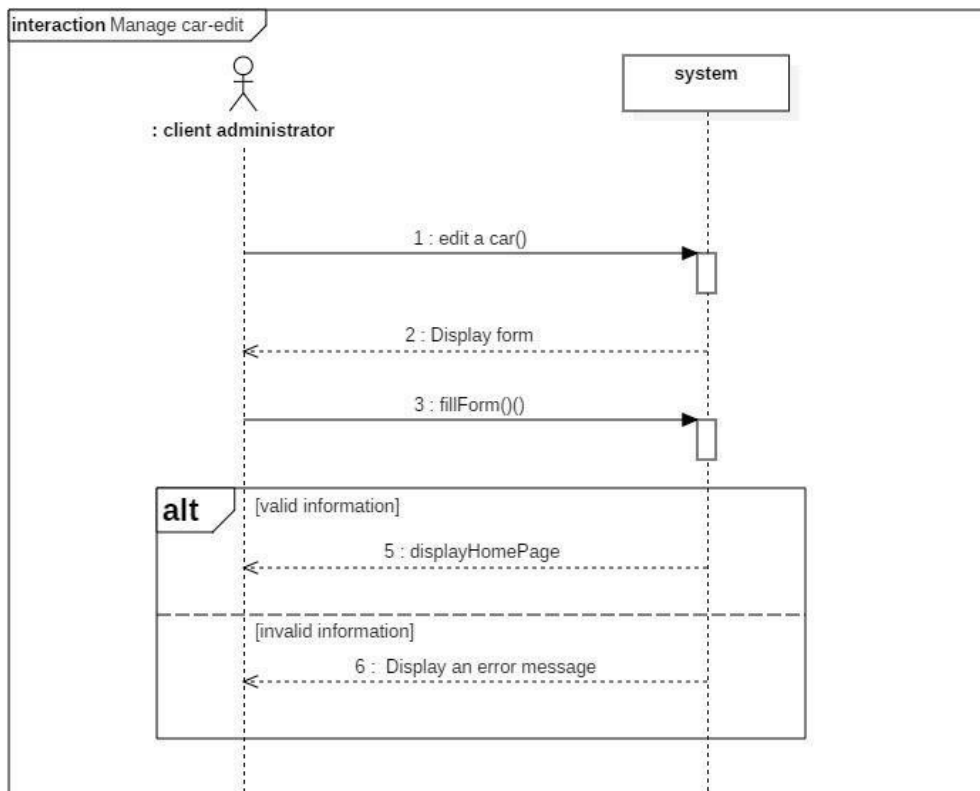 interaction Manage car-edit
system
: client administrator
1 : edit a car()
2 : Display form
3 : fillForm()()
alt
[valid information]
5 : displayHomePage
[invalid information]
6 :  Display an error message